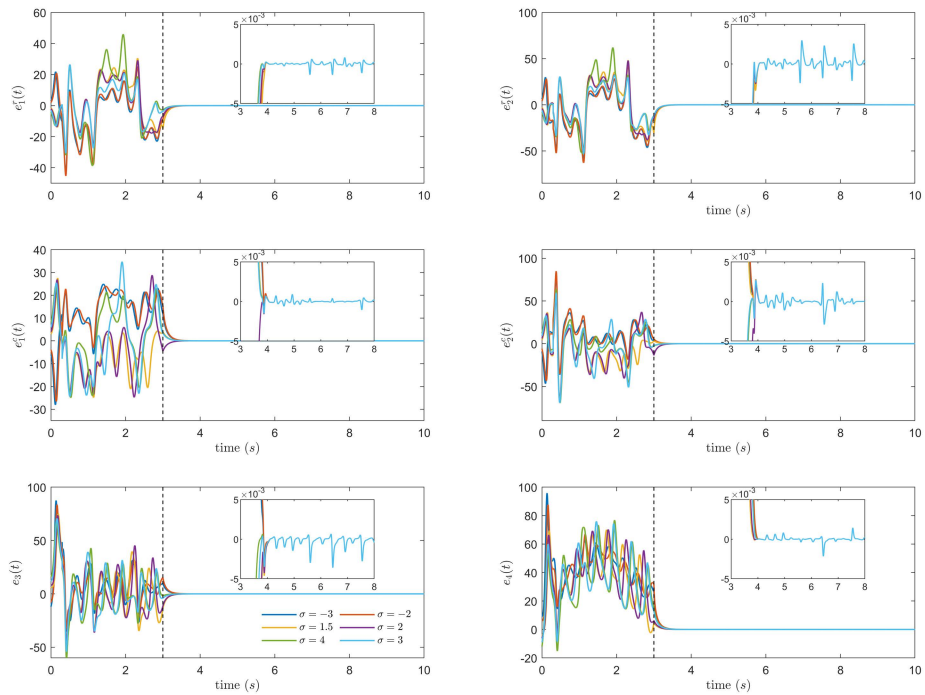 e₁ʳ(t)
60
40
20
0
-20
-40
0 2 4 6 8 10
×10⁻³
5
0
-5
3 4 5 6 7 8
e₂ʳ(t)
100
50
0
-50
0 2 4 6 8 10
time (s)
×10⁻³
5
0
-5
3 4 5 6 7 8
e₁ᶜ(t)
40
30
20
10
0
-10
-20
-30
0 2 4 6 8 10
time (s)
×10⁻³
5
0
-5
3 4 5 6 7 8
e₂ᶜ(t)
100
50
0
-50
0 2 4 6 8 10
time (s)
×10⁻³
5
0
-5
3 4 5 6 7 8
e₃(t)
100
50
0
-50
0 2 4 6 8 10
time (s)
×10⁻³
5
0
-5
3 4 5 6 7 8
σ = −3 σ = −2
σ = 1.5 σ = 2
σ = 4 σ = 3
e₄(t)
100
80
60
40
20
0
-20
0 2 4 6 8 10
time (s)
×10⁻³
5
0
-5
3 4 5 6 7 8